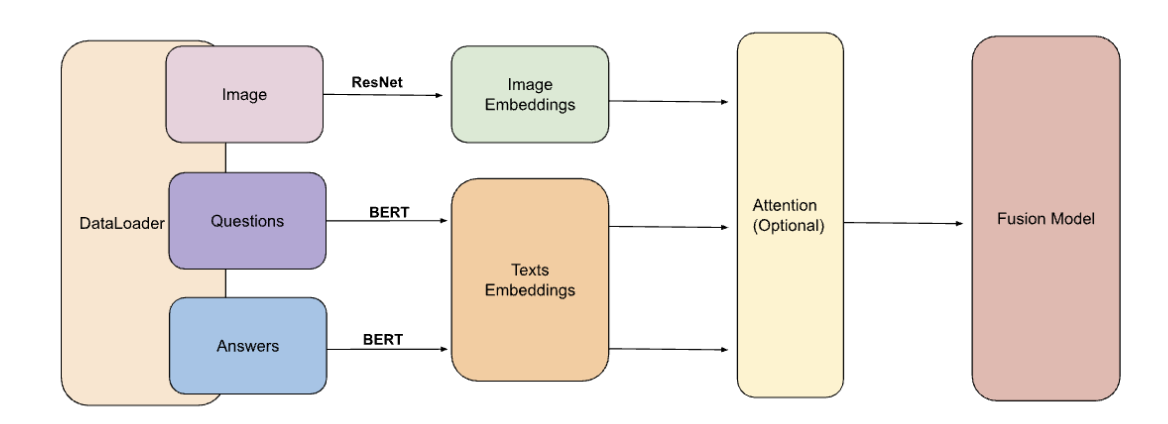 DataLoader
Image
ResNet
Image
Embeddings
Questions
BERT
Answers
BERT
Texts
Embeddings
Attention
(Optional)
Fusion Model